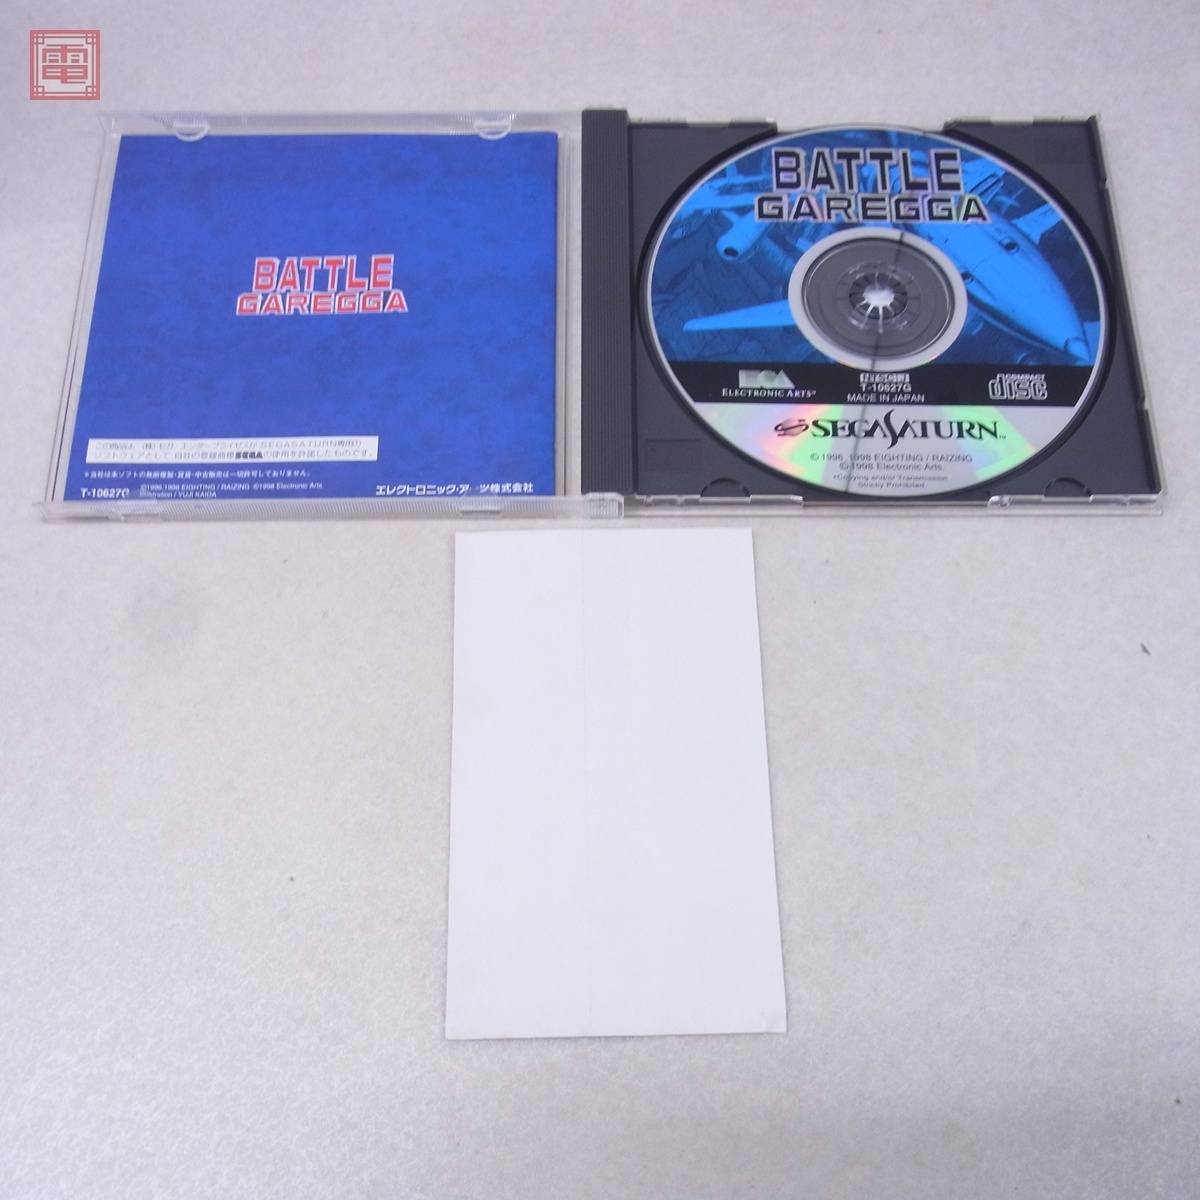 電
BATTLE
GAREGGA
この商品は、(株)セガ・エンタープライゼスが SEGASATURN専用の
ソフトウェアとして、自社の登録商標SEGAの使用を許諾したものです。
*当社は本ソフトの無断複製・賃貸・中古販売は一切許可しておりません。
T-10627G
©1996,1998 EIGHTING / RAIZING ©1998 Electronic Arts
Illustration / YUJI KAIDA
エレクトロニック・アーツ株式会社
BATTLE
GAREGGA
ELECTRONIC ARTS™
NTSC J
T-10627G
MADE IN JAPAN
COMPACT
disc
SEGA SATURN™
©1996, 1998 EIGHTING / RAIZING
©1998 Electronic Arts.
*Copying and/or Transmission
Strictly Prohibited.